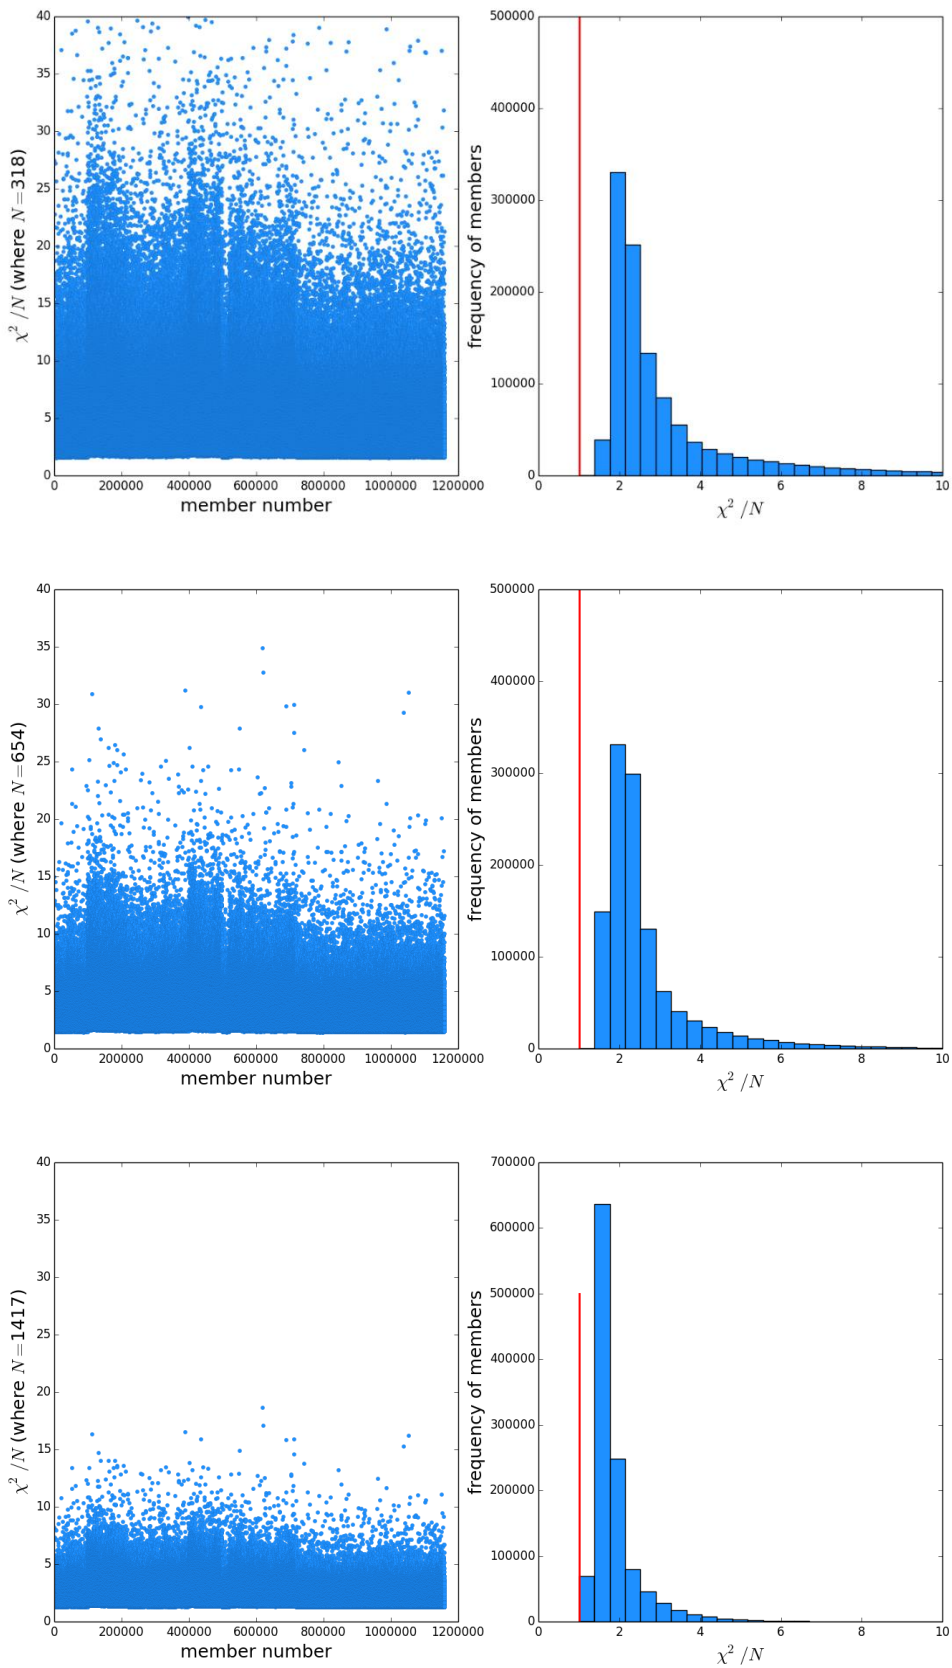 40
35
30
25
20
15
10
5
0
χ² /N (where N=318)
0 200000 400000 600000 800000 1000000 1200000
member number
500000
400000
300000
200000
100000
0
frequency of members
0 2 4 6 8 10
χ² /N
40
35
30
25
20
15
10
5
0
χ² /N (where N=654)
0 200000 400000 600000 800000 1000000 1200000
member number
500000
400000
300000
200000
100000
0
frequency of members
0 2 4 6 8 10
χ² /N
40
35
30
25
20
15
10
5
0
χ² /N (where N=1417)
0 200000 400000 600000 800000 1000000 1200000
member number
700000
600000
500000
400000
300000
200000
100000
0
frequency of members
0 2 4 6 8 10
χ² /N